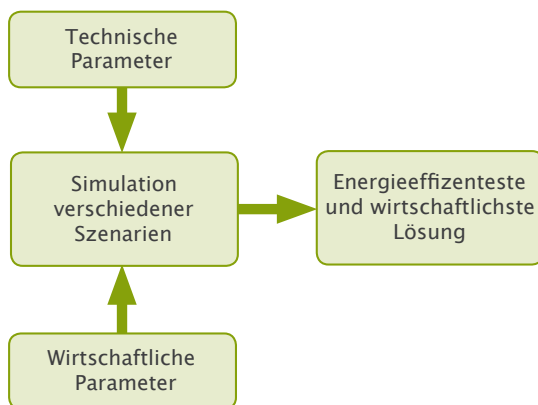 Technische
Parameter
Simulation
verschiedener
Szenarien
Energieeffizenteste
und wirtschaftlichste
Lösung
Wirtschaftliche
Parameter